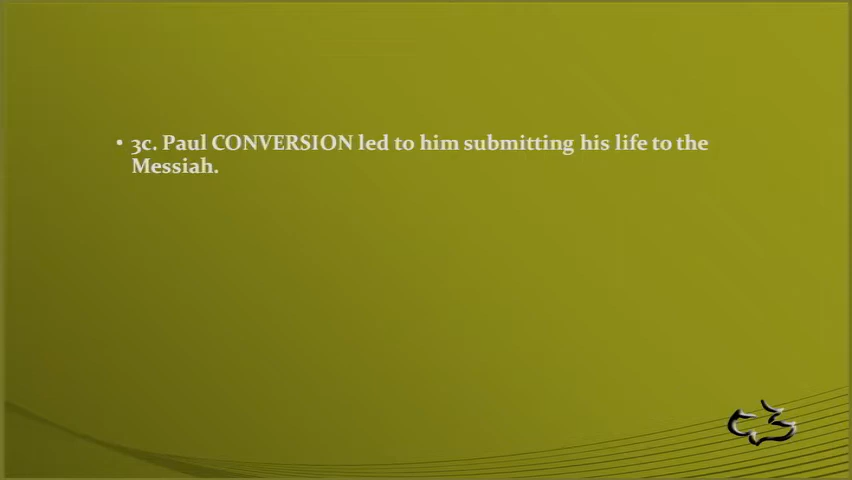 • 3c. Paul CONVERSION led to him submitting his life to the
Messiah.